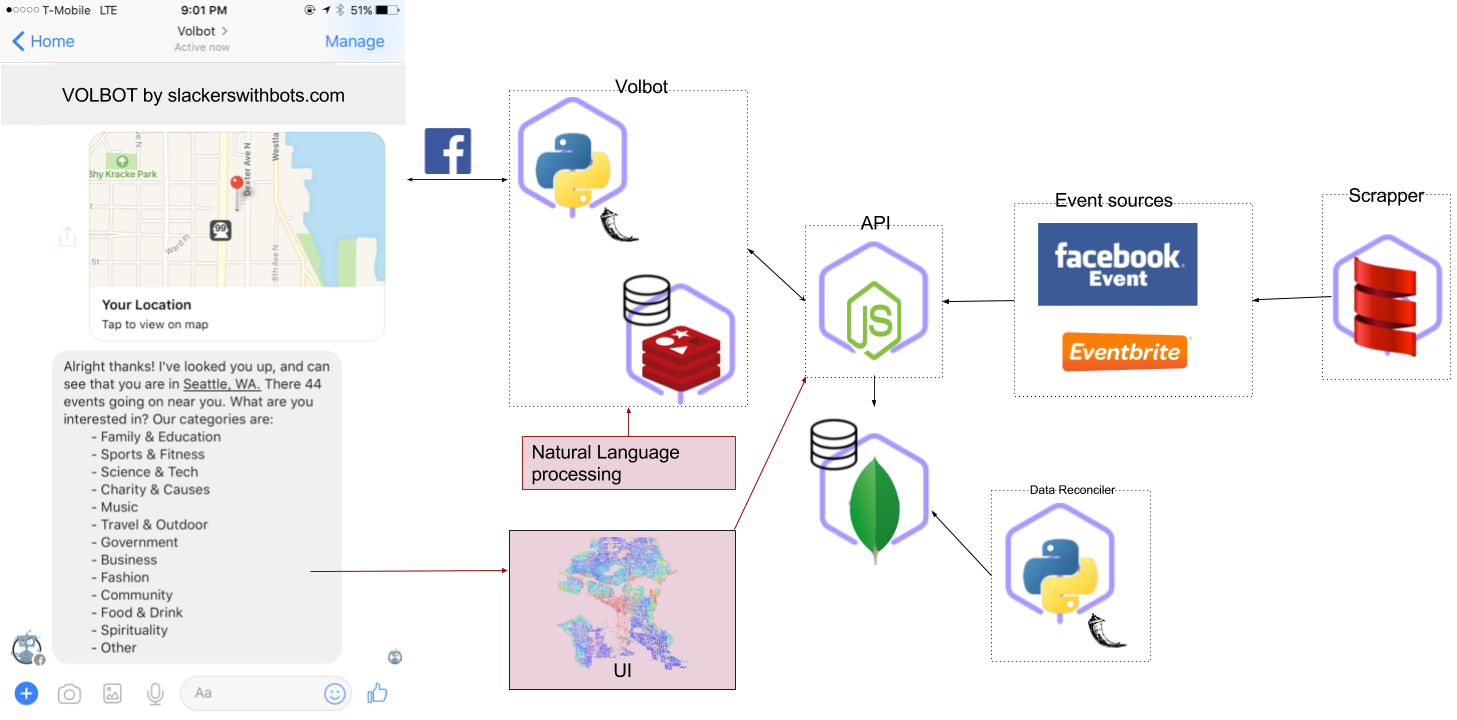 T-Mobile LTE 9:01 PM 51%
Home Volbot Manage
Active now
VOLBOT by slackerswithbots.com
Bhy Kracke Park
Dexter Ave N
Westla
99
Ward Pl
St
8th Ave N
Your Location
Tap to view on map
Alright thanks! I've looked you up, and can
see that you are in Seattle, WA. There 44
events going on near you. What are you
interested in? Our categories are:
- Family & Education
- Sports & Fitness
- Science & Tech
- Charity & Causes
- Music
- Travel & Outdoor
- Government
- Business
- Fashion
- Community
- Food & Drink
- Spirituality
- Other
Aa
Volbot
Natural Language
processing
UI
API
JS
Event sources
facebook
Event
Eventbrite
Scrapper
Data Reconciler